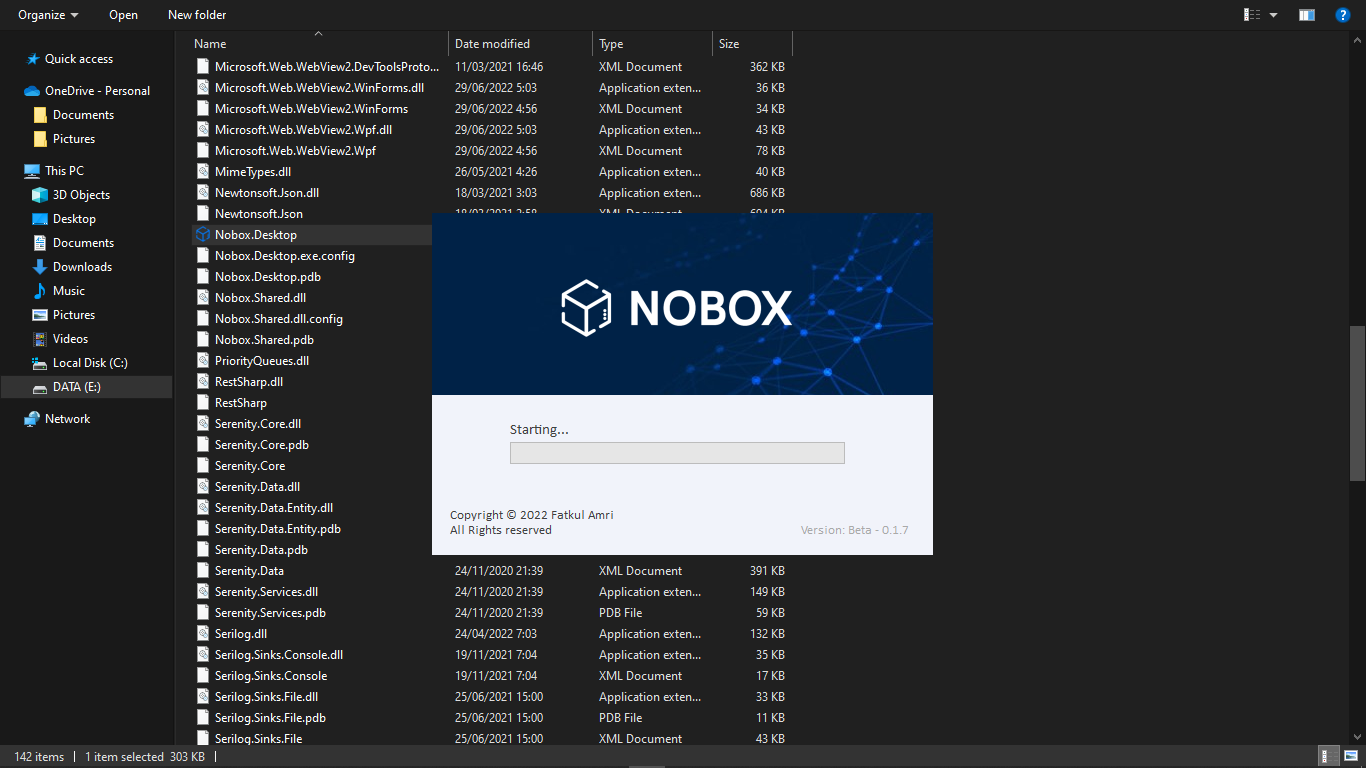 Organize Open New folder
Name Date modified Type Size
Quick access
OneDrive - Personal
Documents
Pictures
This PC
3D Objects
Desktop
Documents
Downloads
Music
Pictures
Videos
Local Disk (C:)
DATA (E:)
Network
Microsoft.Web.WebView2.DevToolsProto... 11/03/2021 16:46 XML Document 362 KB
Microsoft.Web.WebView2.WinForms.dll 29/06/2022 5:03 Application exten... 36 KB
Microsoft.Web.WebView2.WinForms 29/06/2022 4:56 XML Document 34 KB
Microsoft.Web.WebView2.Wpf.dll 29/06/2022 5:03 Application exten... 43 KB
Microsoft.Web.WebView2.Wpf 29/06/2022 4:56 XML Document 78 KB
MimeTypes.dll 26/05/2021 4:26 Application exten... 40 KB
Newtonsoft.Json.dll 18/03/2021 3:03 Application exten... 686 KB
Newtonsoft.Json XML Document
Nobox.Desktop
Nobox.Desktop.exe.config
Nobox.Desktop.pdb
Nobox.Shared.dll
Nobox.Shared.dll.config
Nobox.Shared.pdb
PriorityQueues.dll
RestSharp.dll
RestSharp
Serenity.Core.dll
Serenity.Core.pdb
Serenity.Core
Serenity.Data.dll
Serenity.Data.Entity.dll
Serenity.Data.Entity.pdb
Serenity.Data.pdb
Serenity.Data 24/11/2020 21:39 XML Document 391 KB
Serenity.Services.dll 24/11/2020 21:39 Application exten... 149 KB
Serenity.Services.pdb 24/11/2020 21:39 PDB File 59 KB
Serilog.dll 24/04/2022 7:03 Application exten... 132 KB
Serilog.Sinks.Console.dll 19/11/2021 7:04 Application exten... 35 KB
Serilog.Sinks.Console 19/11/2021 7:04 XML Document 17 KB
Serilog.Sinks.File.dll 25/06/2021 15:00 Application exten... 33 KB
Serilog.Sinks.File.pdb 25/06/2021 15:00 PDB File 11 KB
Serilog.Sinks.File 25/06/2021 15:00 XML Document 43 KB
NOBOX
Starting...
Copyright © 2022 Fatkul Amri
All Rights reserved
Version: Beta - 0.1.7
142 items 1 item selected 303 KB